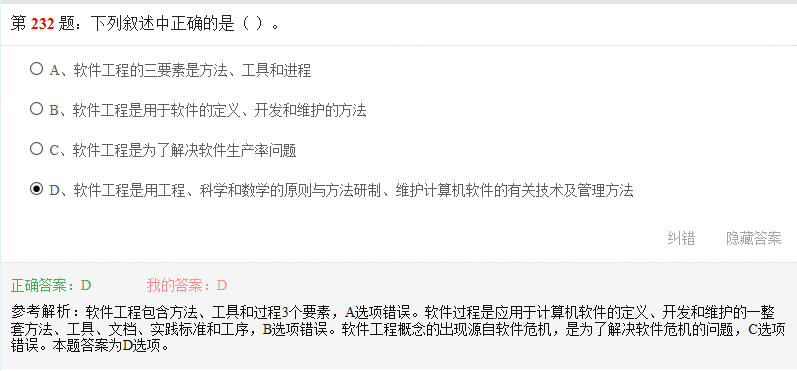 第 232 题：下列叙述中正确的是（ ）。
A、软件工程的三要素是方法、工具和进程
B、软件工程是用于软件的定义、开发和维护的方法
C、软件工程是为了解决软件生产率问题
D、软件工程是用工程、科学和数学的原则与方法研制、维护计算机软件的有关技术及管理方法
纠错 隐藏答案
正确答案：D 我的答案：D
参考解析：软件工程包含方法、工具和过程3个要素，A选项错误。软件过程是应用于计算机软件的定义、开发和维护的一整
套方法、工具、文档、实践标准和工序，B选项错误。软件工程概念的出现源自软件危机，是为了解决软件危机的问题，C选项
错误。本题答案为D选项。